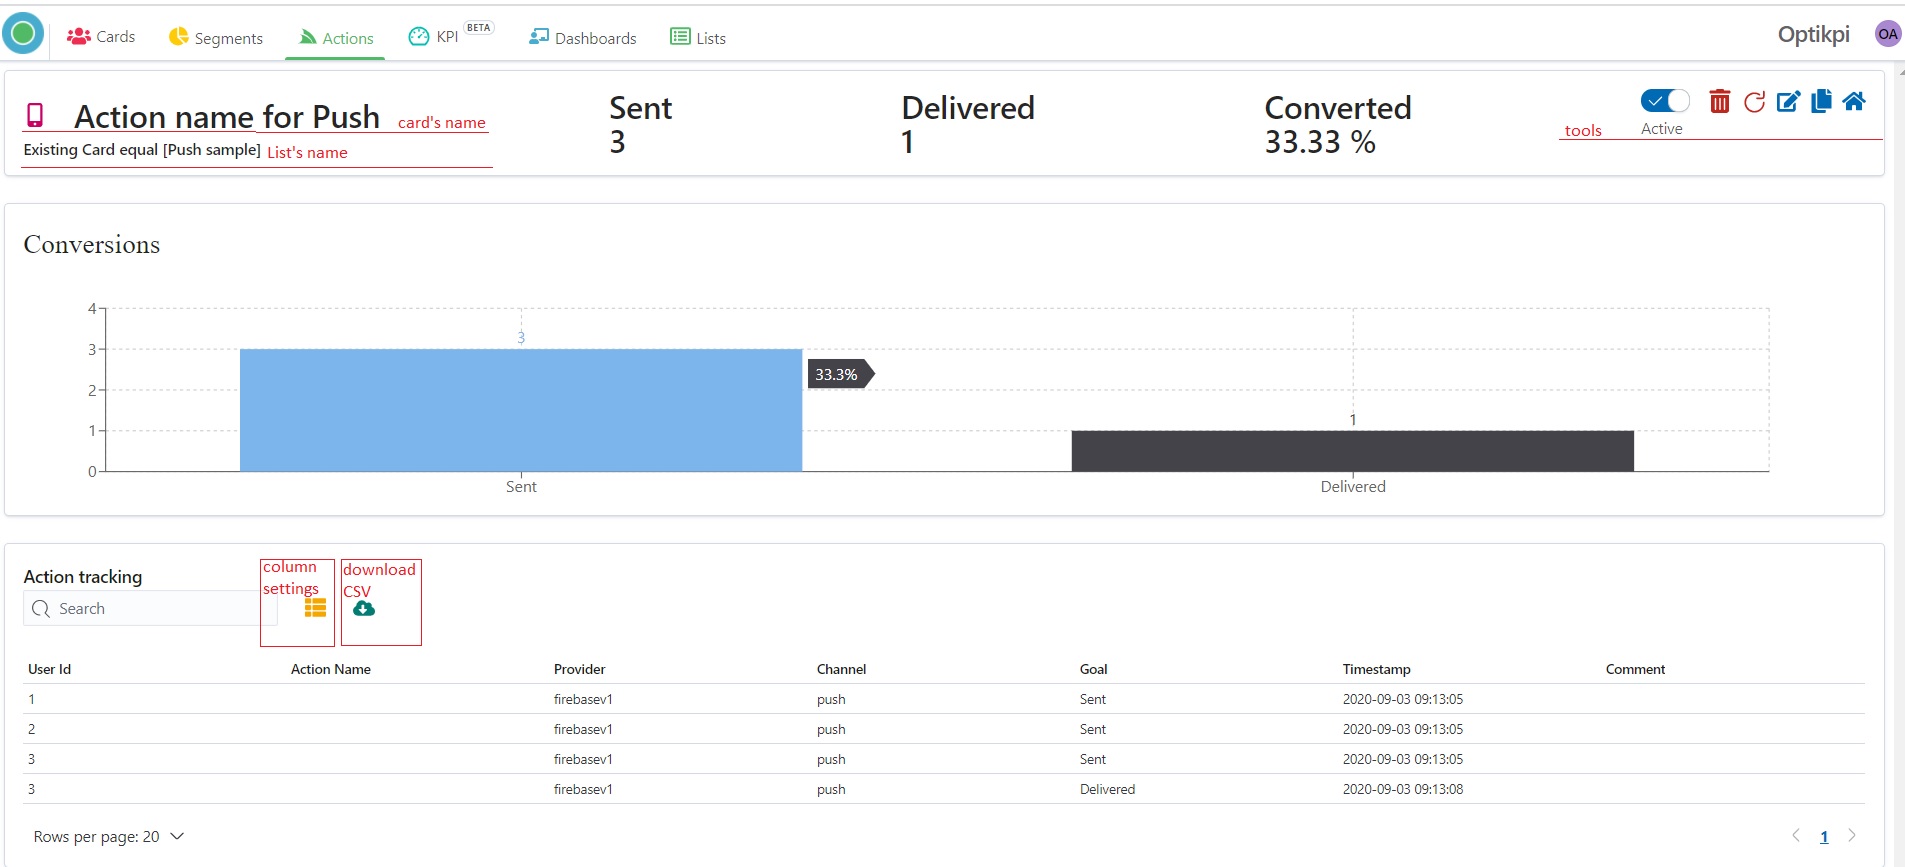 Cards Segments Actions KPI BETA Dashboards Lists Optikpi OA
Action name for Push card's name
Existing Card equal [Push sample] List's name
Sent
3
Delivered
1
Converted
33.33 %
tools
Active
Conversions
4
3
2
1
0
3
33.3%
1
Sent Delivered
Action tracking
column
settings
download
CSV
Search
User Id Action Name Provider Channel Goal Timestamp Comment
1 firebasev1 push Sent 2020-09-03 09:13:05
2 firebasev1 push Sent 2020-09-03 09:13:05
3 firebasev1 push Sent 2020-09-03 09:13:05
3 firebasev1 push Delivered 2020-09-03 09:13:08
Rows per page: 20 1